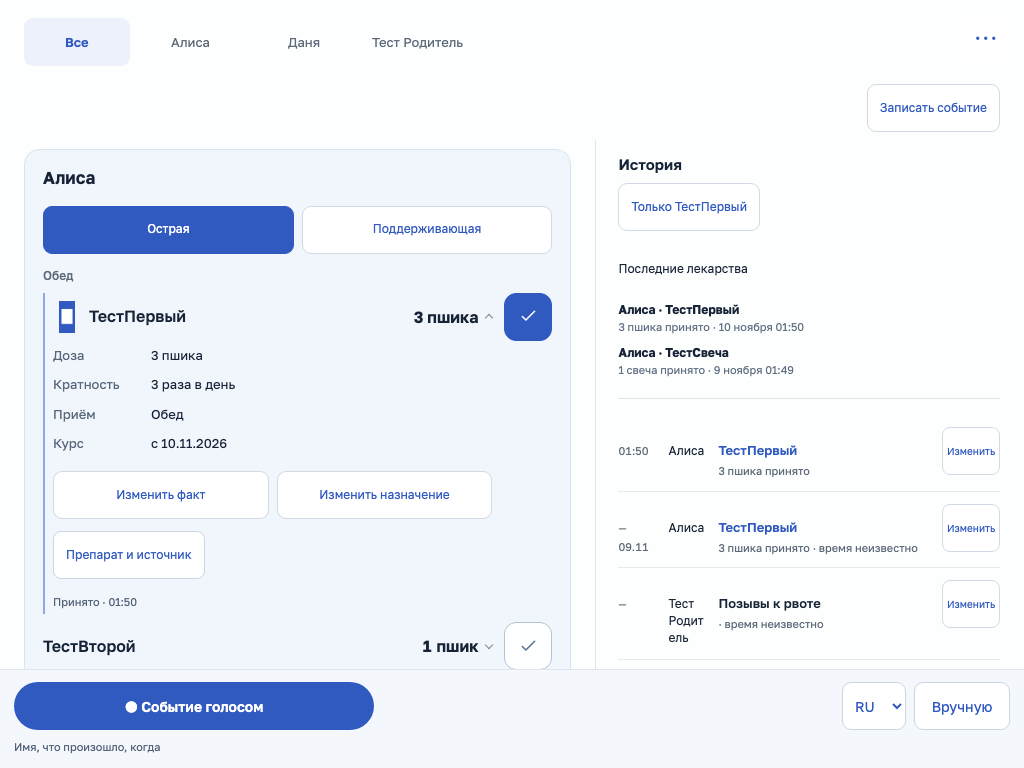 Все
Алиса
Даня
Тест Родитель
Записать событие
Алиса
Острая
Поддерживающая
Обед
ТестПервый
3 пшика
Доза
3 пшика
Кратность
3 раза в день
Приём
Обед
Курс
с 10.11.2026
Изменить факт
Изменить назначение
Препарат и источник
Принято · 01:50
ТестВторой
1 пшик
История
Только ТестПервый
Последние лекарства
Алиса · ТестПервый
3 пшика принято · 10 ноября 01:50
Алиса · ТестСвеча
1 свеча принято · 9 ноября 01:49
01:50
Алиса
ТестПервый
3 пшика принято
Изменить
–
09.11
Алиса
ТестПервый
3 пшика принято · время неизвестно
Изменить
–
Тест
Родит
ель
Позывы к рвоте
· время неизвестно
Изменить
Событие голосом
Имя, что произошло, когда
RU
Вручную